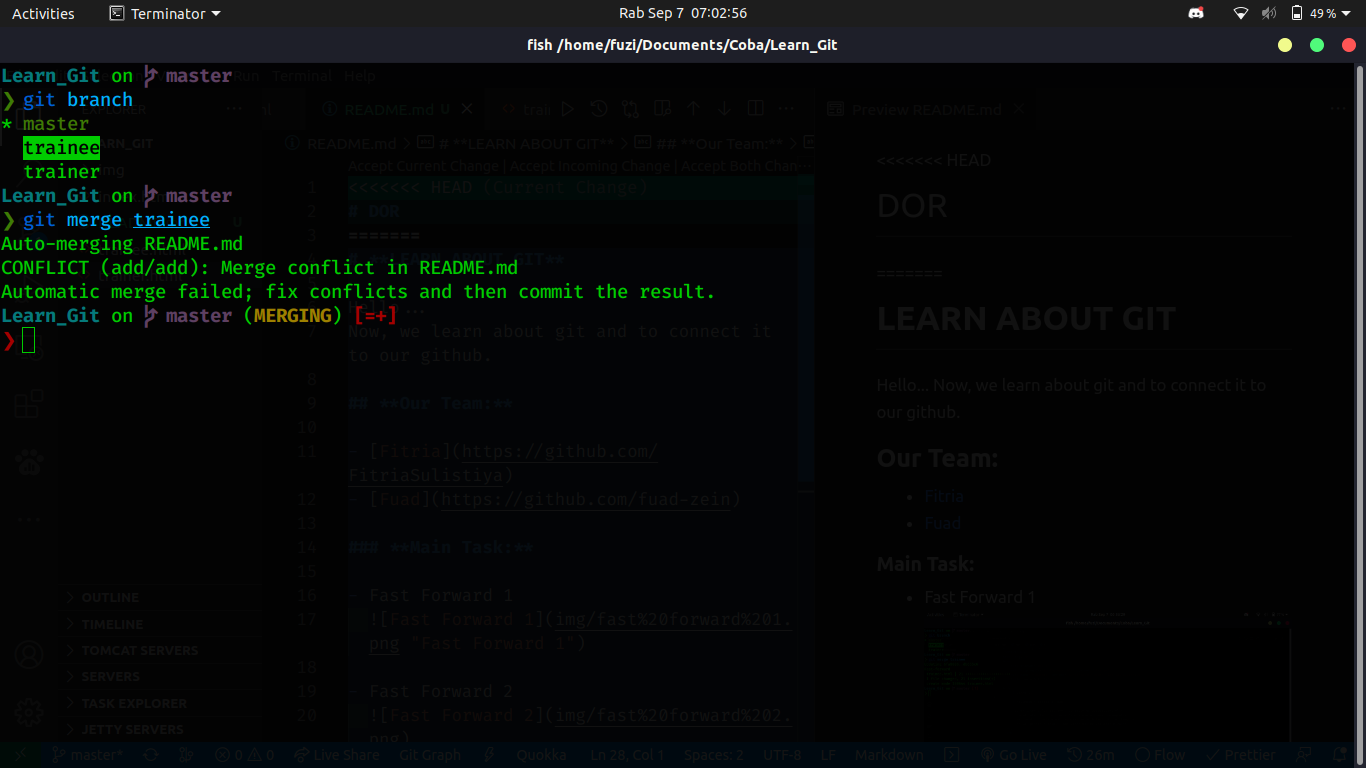 Activities Terminator Rab Sep 7 07:02:56 49 %
fish /home/fuzi/Documents/Coba/Learn_Git
Learn_Git on master
❯ git branch
* master
trainee
trainer
Learn_Git on master
❯ git merge trainee
Auto-merging README.md
CONFLICT (add/add): Merge conflict in README.md
Automatic merge failed; fix conflicts and then commit the result.
Learn_Git on master (MERGING) [=+]
❯
Run Terminal Help
README.md U
README.md > # **LEARN ABOUT GIT** > ## **Our Team:** >
Accept Current Change | Accept Incoming Change | Accept Both Chan
1 <<<<<<< HEAD (Current Change)
2 # DOR
3 =======
Now, we learn about git and to connect it
to our github.
8
9 ## **Our Team:**
10
11 - [Fitria](https://github.com/
FitriaSulistiya)
12 - [Fuad](https://github.com/fuad-zein)
13
14 ### **Main Task:**
15
16 - Fast Forward 1
17 ![Fast Forward 1](img/fast%20forward%201.
png "Fast Forward 1")
18
19 - Fast Forward 2
20 ![Fast Forward 2](img/fast%20forward%202.
png)
Preview README.md
<<<<<<< HEAD
DOR
=======
LEARN ABOUT GIT
Hello... Now, we learn about git and to connect it to
our github.
Our Team:
Fitria
Fuad
Main Task:
Fast Forward 1
OUTLINE
TIMELINE
TOMCAT SERVERS
SERVERS
TASK EXPLORER
JETTY SERVERS
master* 0 0 Live Share Git Graph Quokka Ln 28, Col 1 Spaces: 2 UTF-8 LF Markdown Go Live 26m Flow Prettier